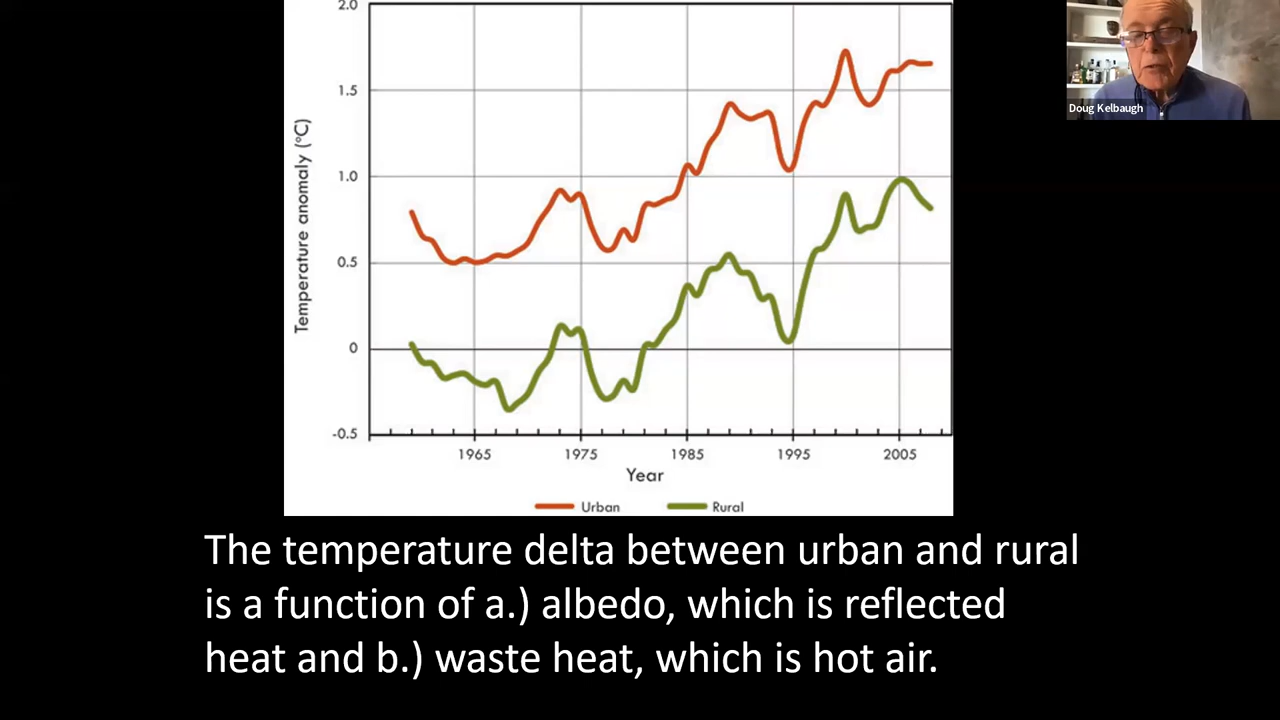 2.0
1.5
1.0
0.5
0
-0.5
Temperature anomaly (°C)
1965 1975 1985 1995 2005
Year
Urban Rural
Doug Kelbaugh
The temperature delta between urban and rural
is a function of a.) albedo, which is reflected
heat and b.) waste heat, which is hot air.